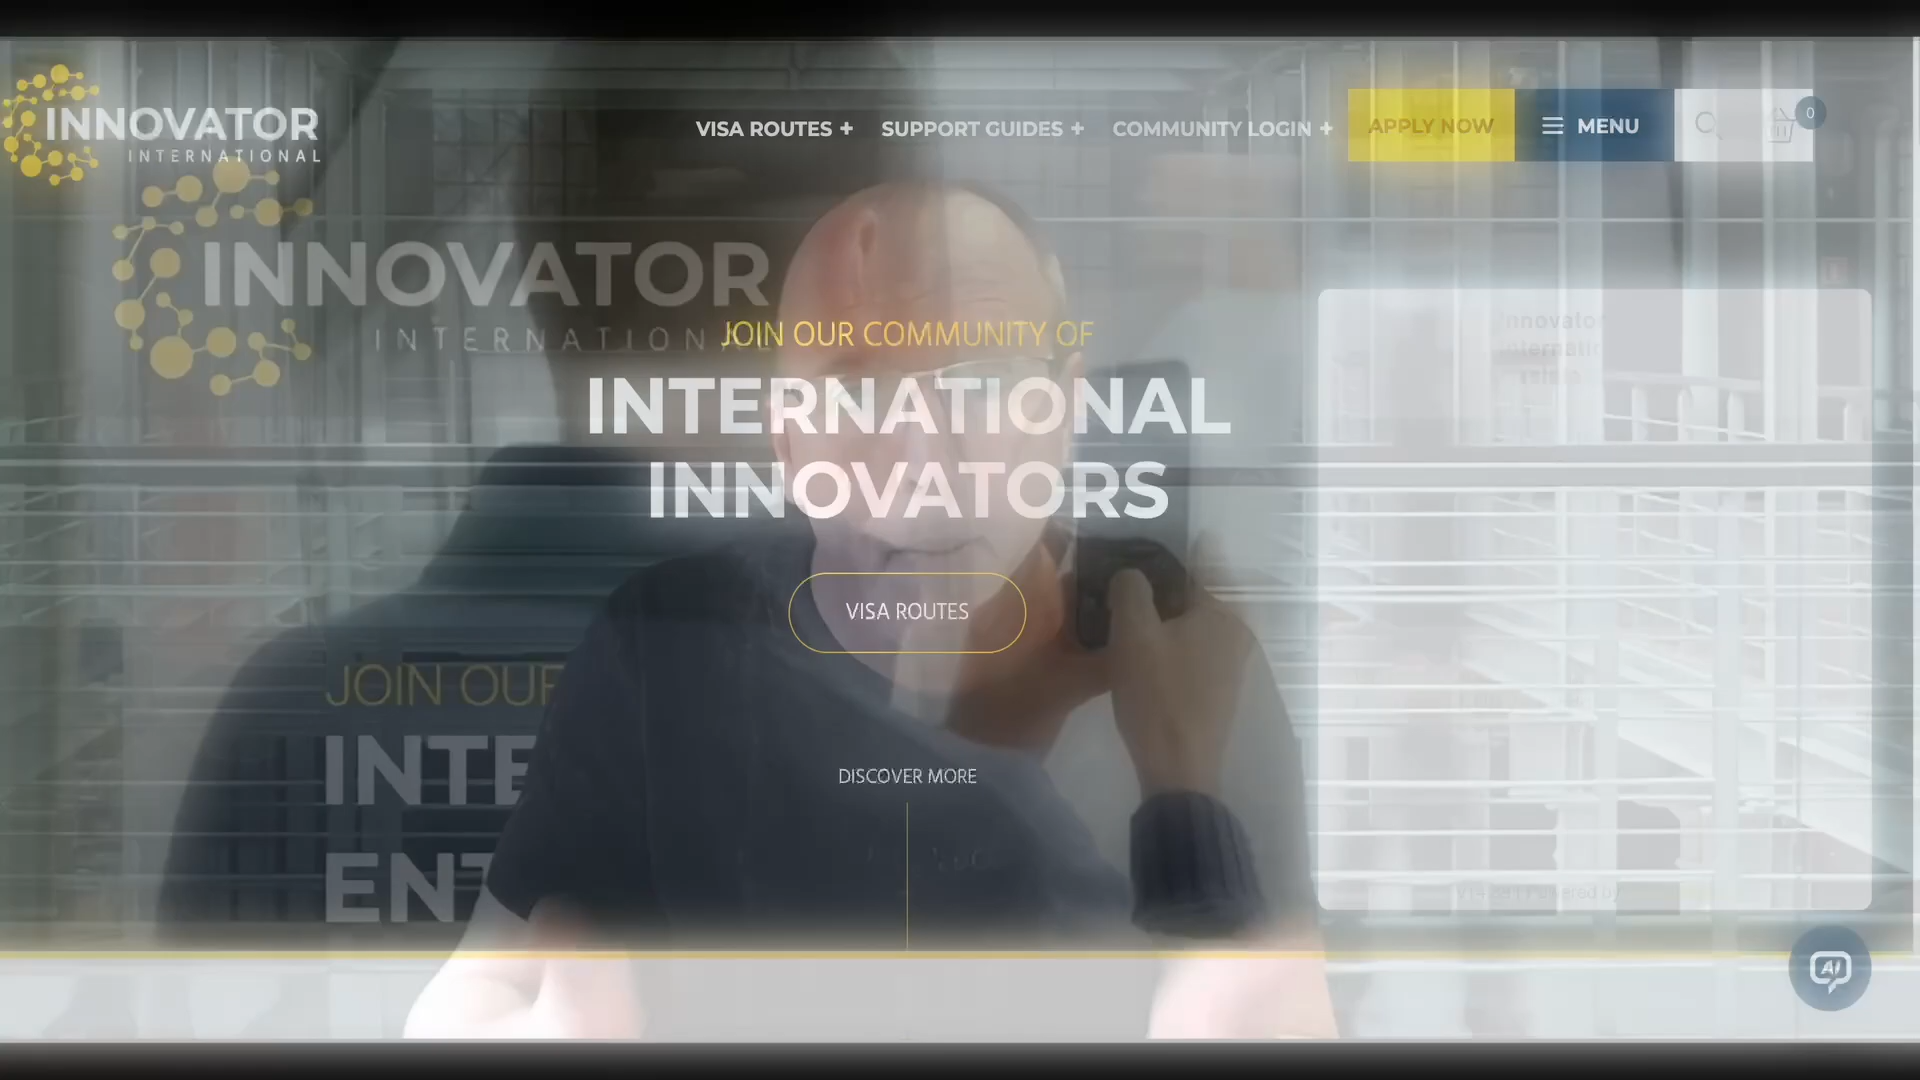 INNOVATOR
INTERNATIONAL
VISA ROUTES +
SUPPORT GUIDES +
COMMUNITY LOGIN +
APPLY NOW
MENU
0
INNOVATOR
INTERNATIONAL
JOIN OUR COMMUNITY OF
INTERNATIONAL
INNOVATORS
VISA ROUTES
DISCOVER MORE
JOIN OUR
INTE
ENT
AI